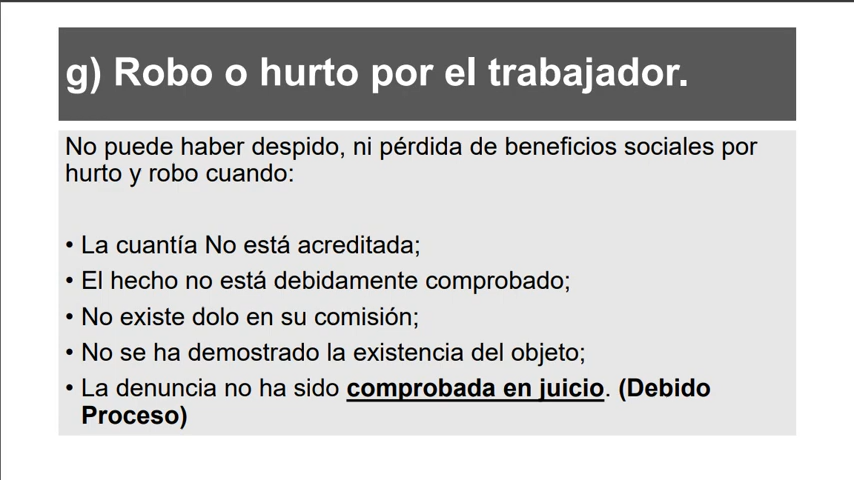 g) Robo o hurto por el trabajador.
No puede haber despido, ni pérdida de beneficios sociales por
hurto y robo cuando:
• La cuantía No está acreditada;
• El hecho no está debidamente comprobado;
• No existe dolo en su comisión;
• No se ha demostrado la existencia del objeto;
• La denuncia no ha sido comprobada en juicio. (Debido
Proceso)